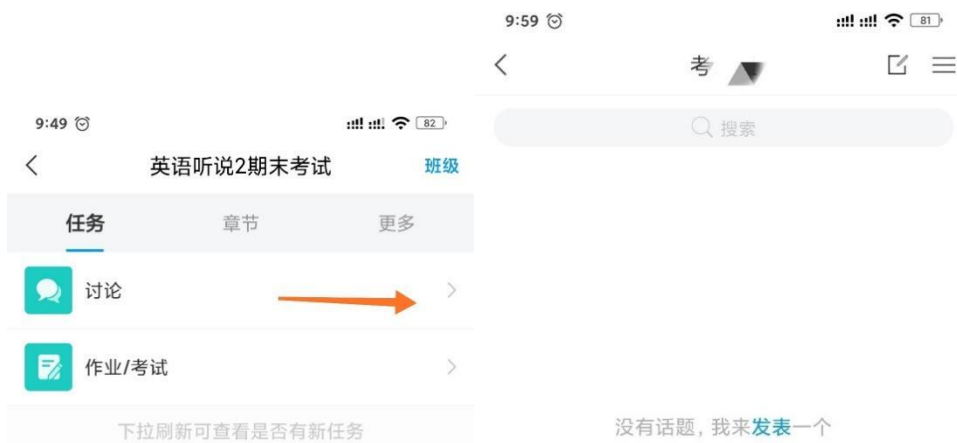 9:49
82
英语听说2期末考试
班级
任务
章节
更多
讨论
作业/考试
下拉刷新可查看是否有新任务
9:59
81
考
搜索
没有话题，我来发表一个